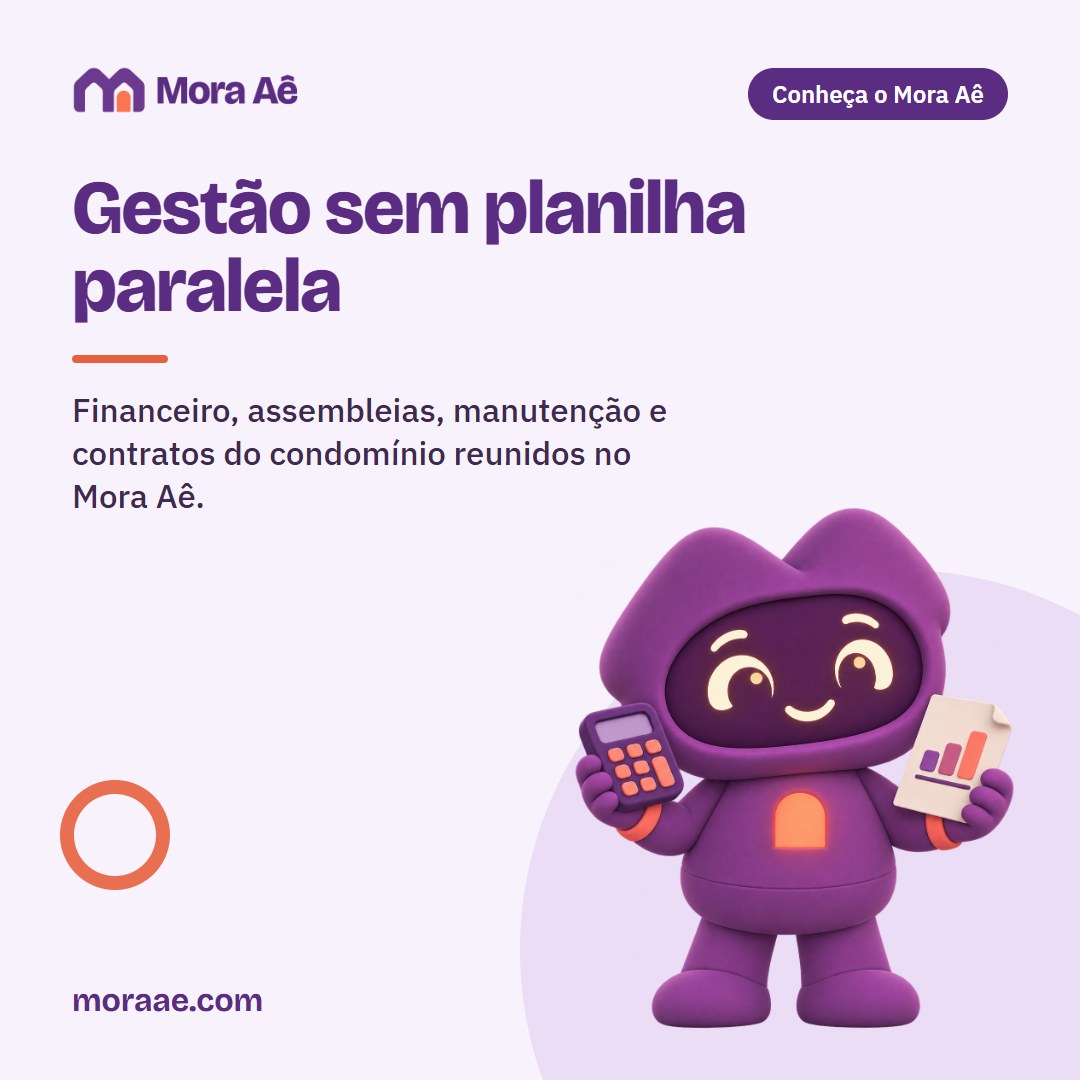 Mora Aê
Conheça o Mora Aê
Gestão sem planilha
paralela
Financeiro, assembleias, manutenção e
contratos do condomínio reunidos no
Mora Aê.
moraae.com